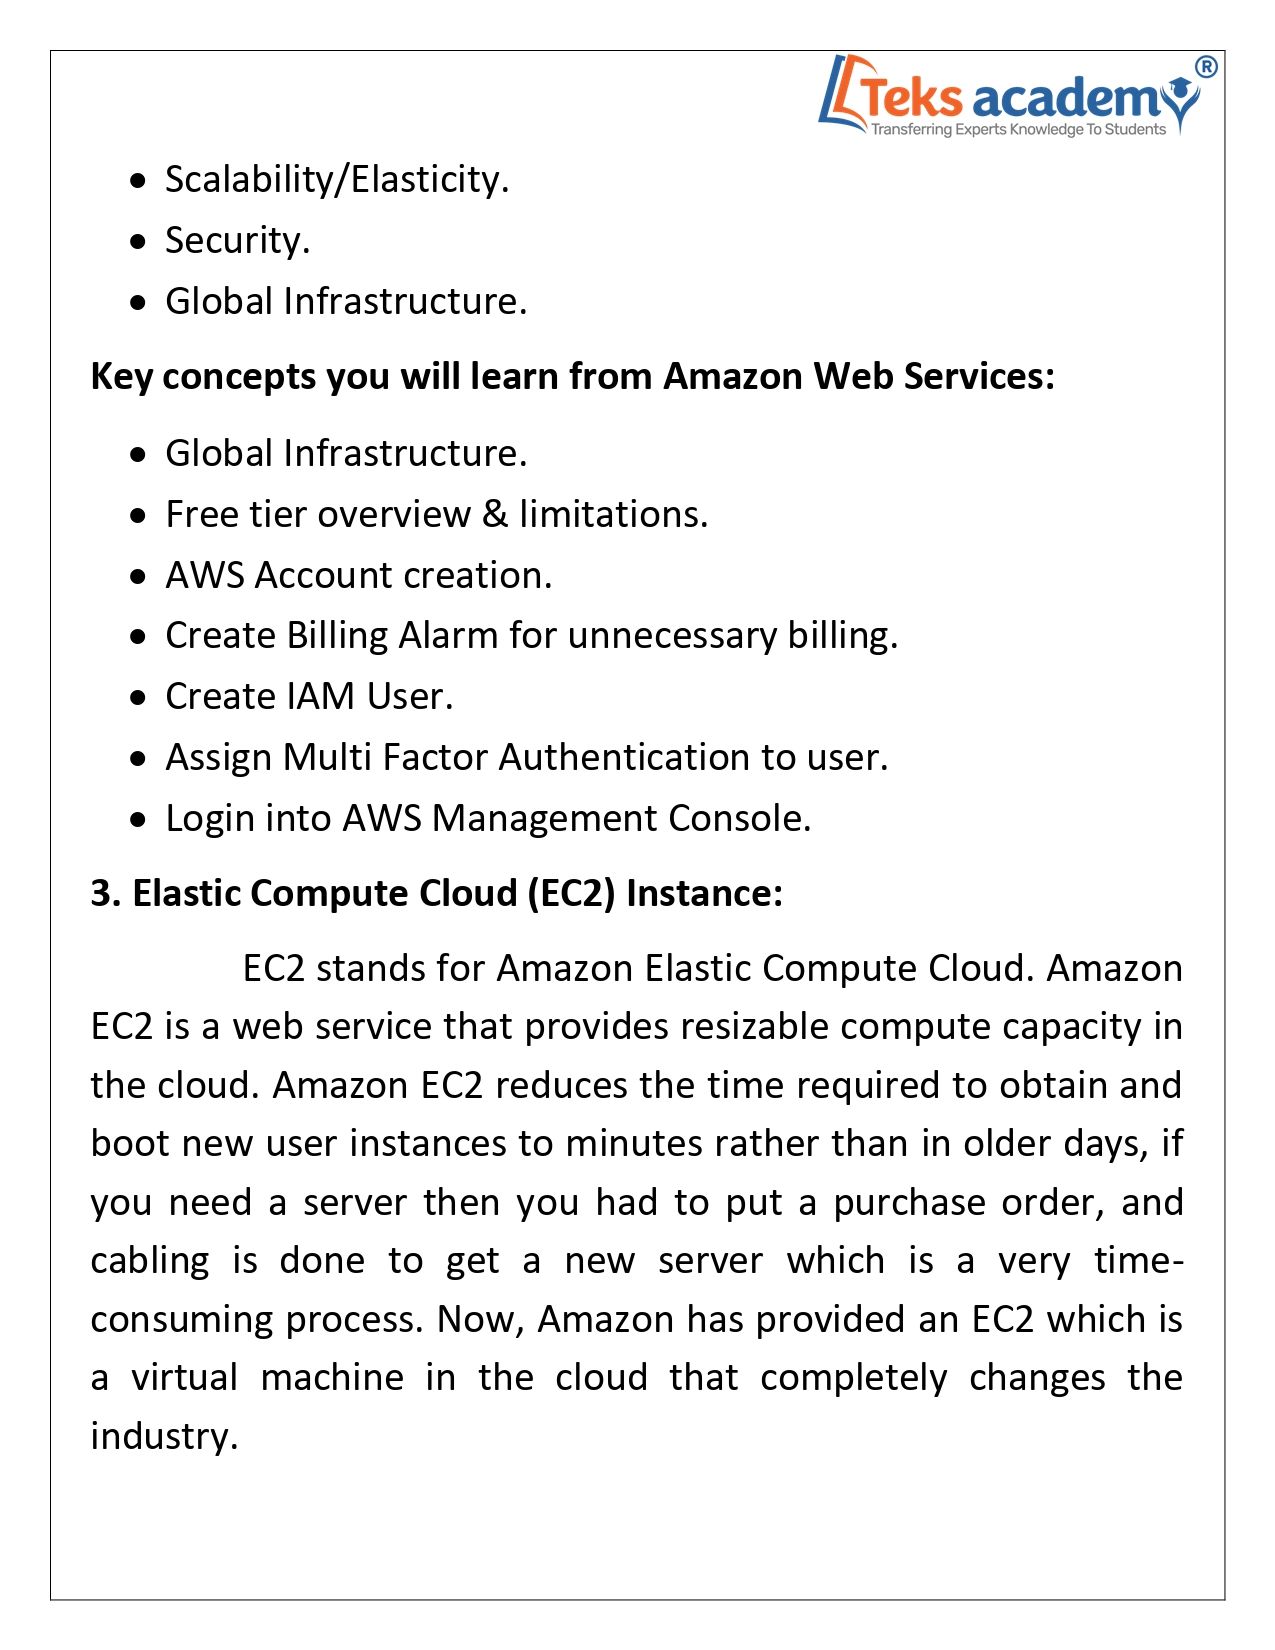 Teks academy ®
Transferring Experts Knowledge To Students
• Scalability/Elasticity.
• Security.
• Global Infrastructure.
Key concepts you will learn from Amazon Web Services:
• Global Infrastructure.
• Free tier overview & limitations.
• AWS Account creation.
• Create Billing Alarm for unnecessary billing.
• Create IAM User.
• Assign Multi Factor Authentication to user.
• Login into AWS Management Console.
3. Elastic Compute Cloud (EC2) Instance:
EC2 stands for Amazon Elastic Compute Cloud. Amazon
EC2 is a web service that provides resizable compute capacity in
the cloud. Amazon EC2 reduces the time required to obtain and
boot new user instances to minutes rather than in older days, if
you need a server then you had to put a purchase order, and
cabling is done to get a new server which is a very time-
consuming process. Now, Amazon has provided an EC2 which is
a virtual machine in the cloud that completely changes the
industry.